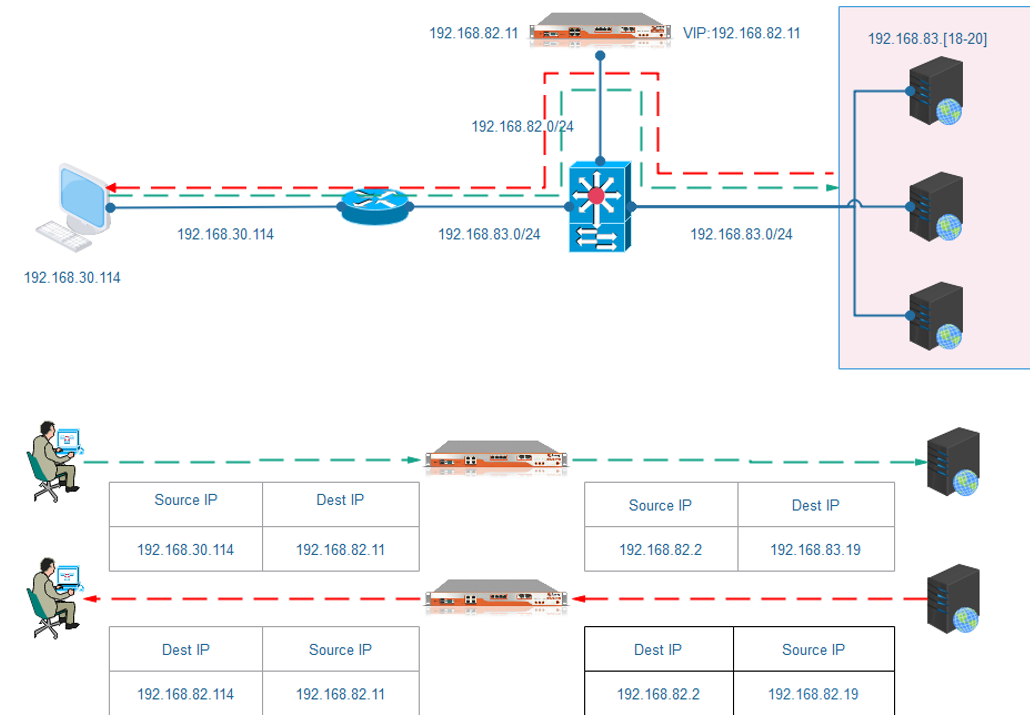 192.168.82.11 VIP:192.168.82.11
192.168.83.[18-20]
192.168.82.0/24
192.168.30.114 192.168.83.0/24 192.168.83.0/24
192.168.30.114
Source IP Dest IP Source IP Dest IP
192.168.30.114 192.168.82.11 192.168.82.2 192.168.83.19
Dest IP Source IP Dest IP Source IP
192.168.82.114 192.168.82.11 192.168.82.2 192.168.82.19